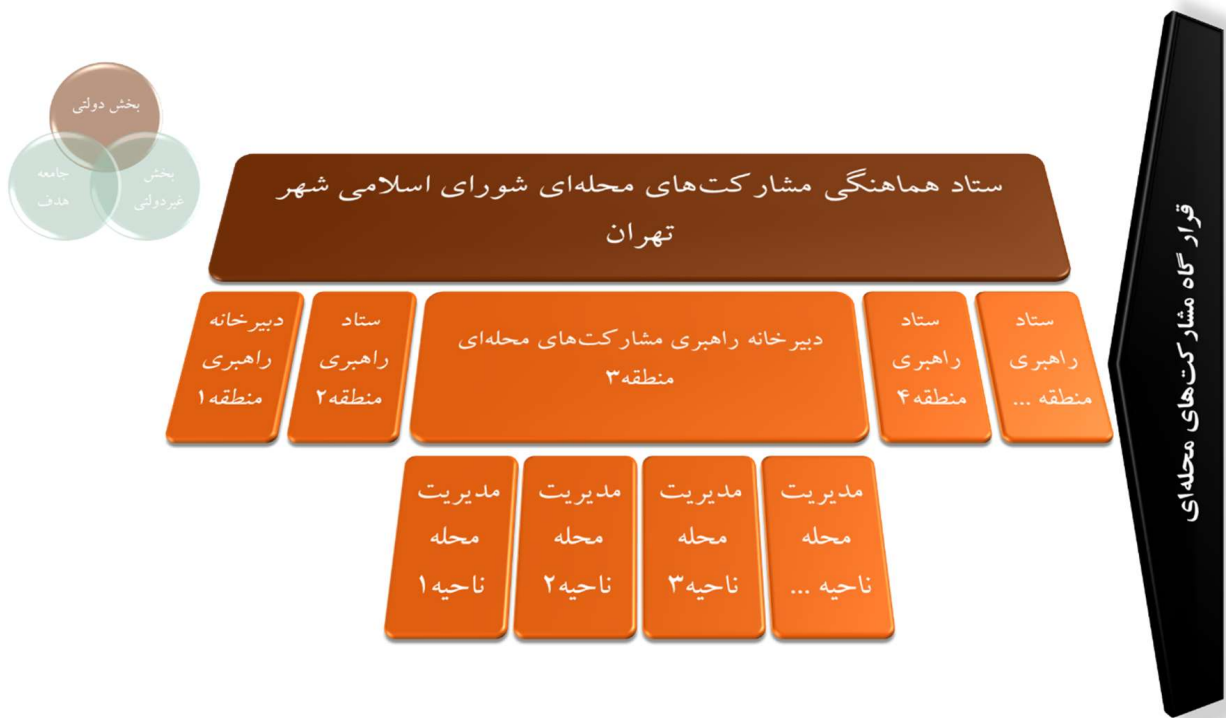 بخش دولتی
بخش
غیردولتی
جامعه
هدف
قرار گاه مشارکت‌های محله‌ای
ستاد هماهنگی مشارکت‌های محله‌ای شورای اسلامی شهر
تهران
ستاد
راهبری
منطقه ...
ستاد
راهبری
منطقه۴
دبیرخانه راهبری مشارکت‌های محله‌ای
منطقه۳
ستاد
راهبری
منطقه۲
دبیرخانه
راهبری
منطقه۱
مدیریت
محله
ناحیه ...
مدیریت
محله
ناحیه۳
مدیریت
محله
ناحیه۲
مدیریت
محله
ناحیه۱